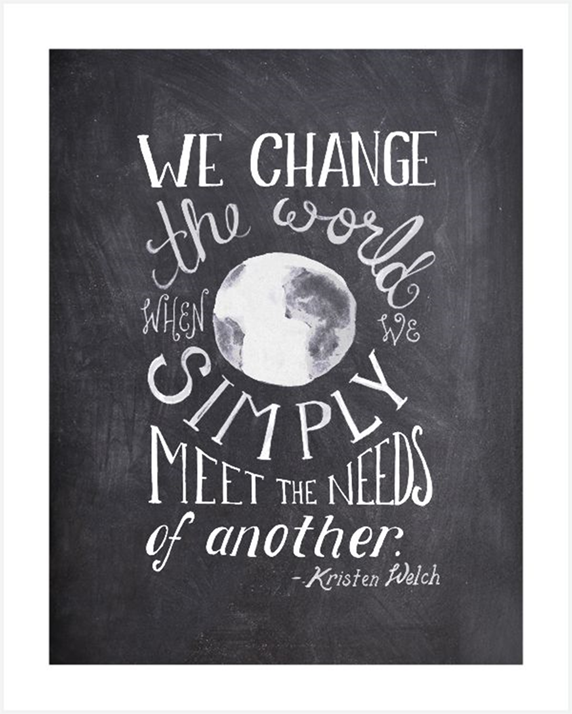 WE CHANGE
the world
WHEN WE
SIMPLY
MEET THE NEEDS
of another.
- Kristen Welch